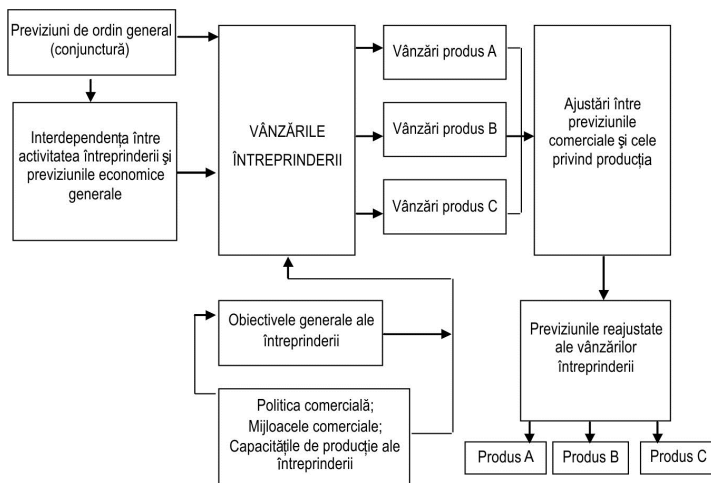 Previziuni de ordin general
(conjunctură)
Interdependența între
activitatea întreprinderii şi
previziunile economice
generale
VÂNZĂRILE
ÎNTREPRINDERII
Vânzări produs A
Vânzări produs B
Vânzări produs C
Ajustări între
previziunile
comerciale şi cele
privind producția
Obiectivele generale ale
întreprinderii
Politica comercială;
Mijloacele comerciale;
Capacitățile de producție ale
întreprinderii
Previziunile reajustate
ale vânzărilor
întreprinderii
Produs A
Produs B
Produs C